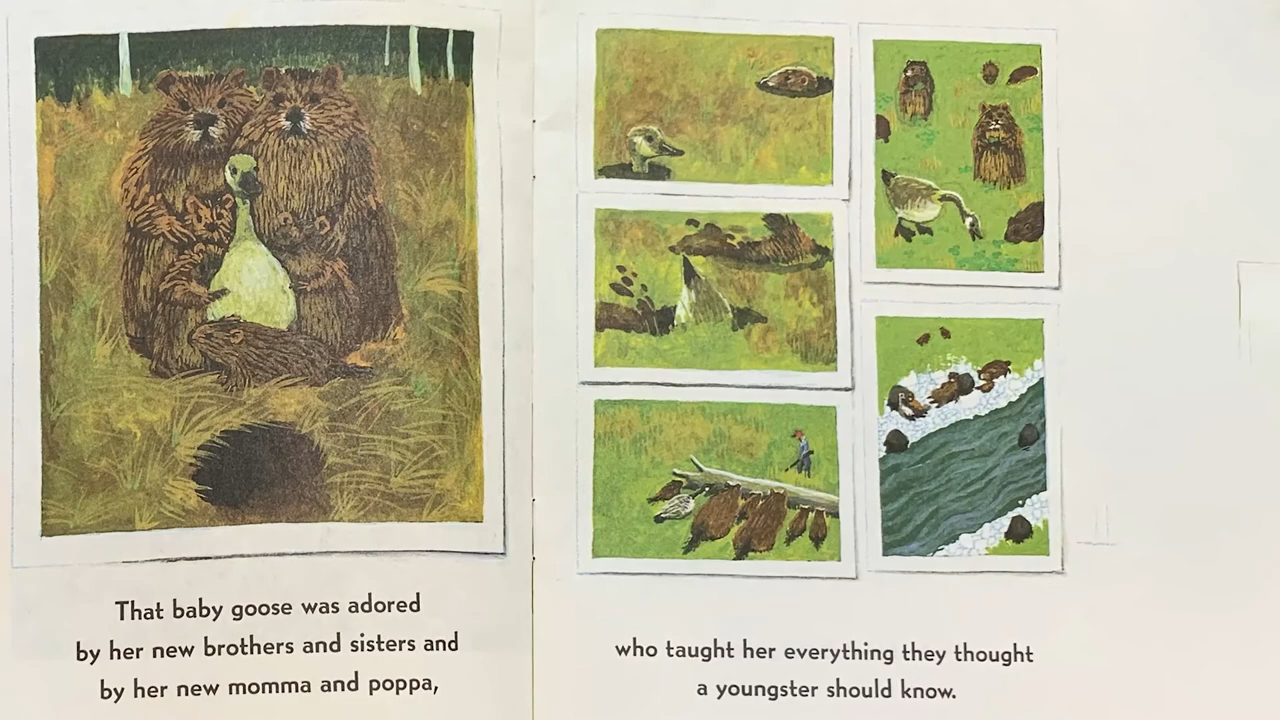 That baby goose was adored
by her new brothers and sisters and
by her new momma and poppa,
who taught her everything they thought
a youngster should know.